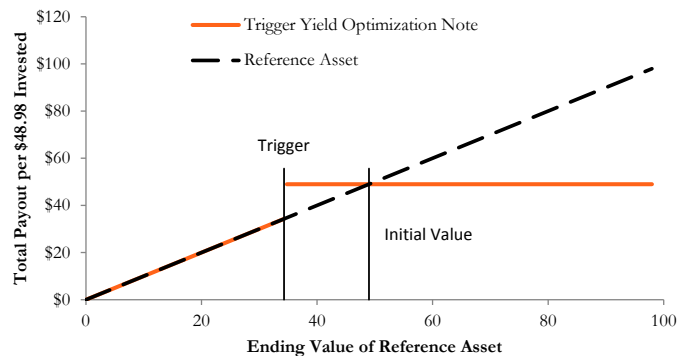 $120
Trigger Yield Optimization Note
Reference Asset
$100
$80
$60
$40
$20
$0
Total Payout per $48.98 Invested
Trigger
Initial Value
0 20 40 60 80 100
Ending Value of Reference Asset